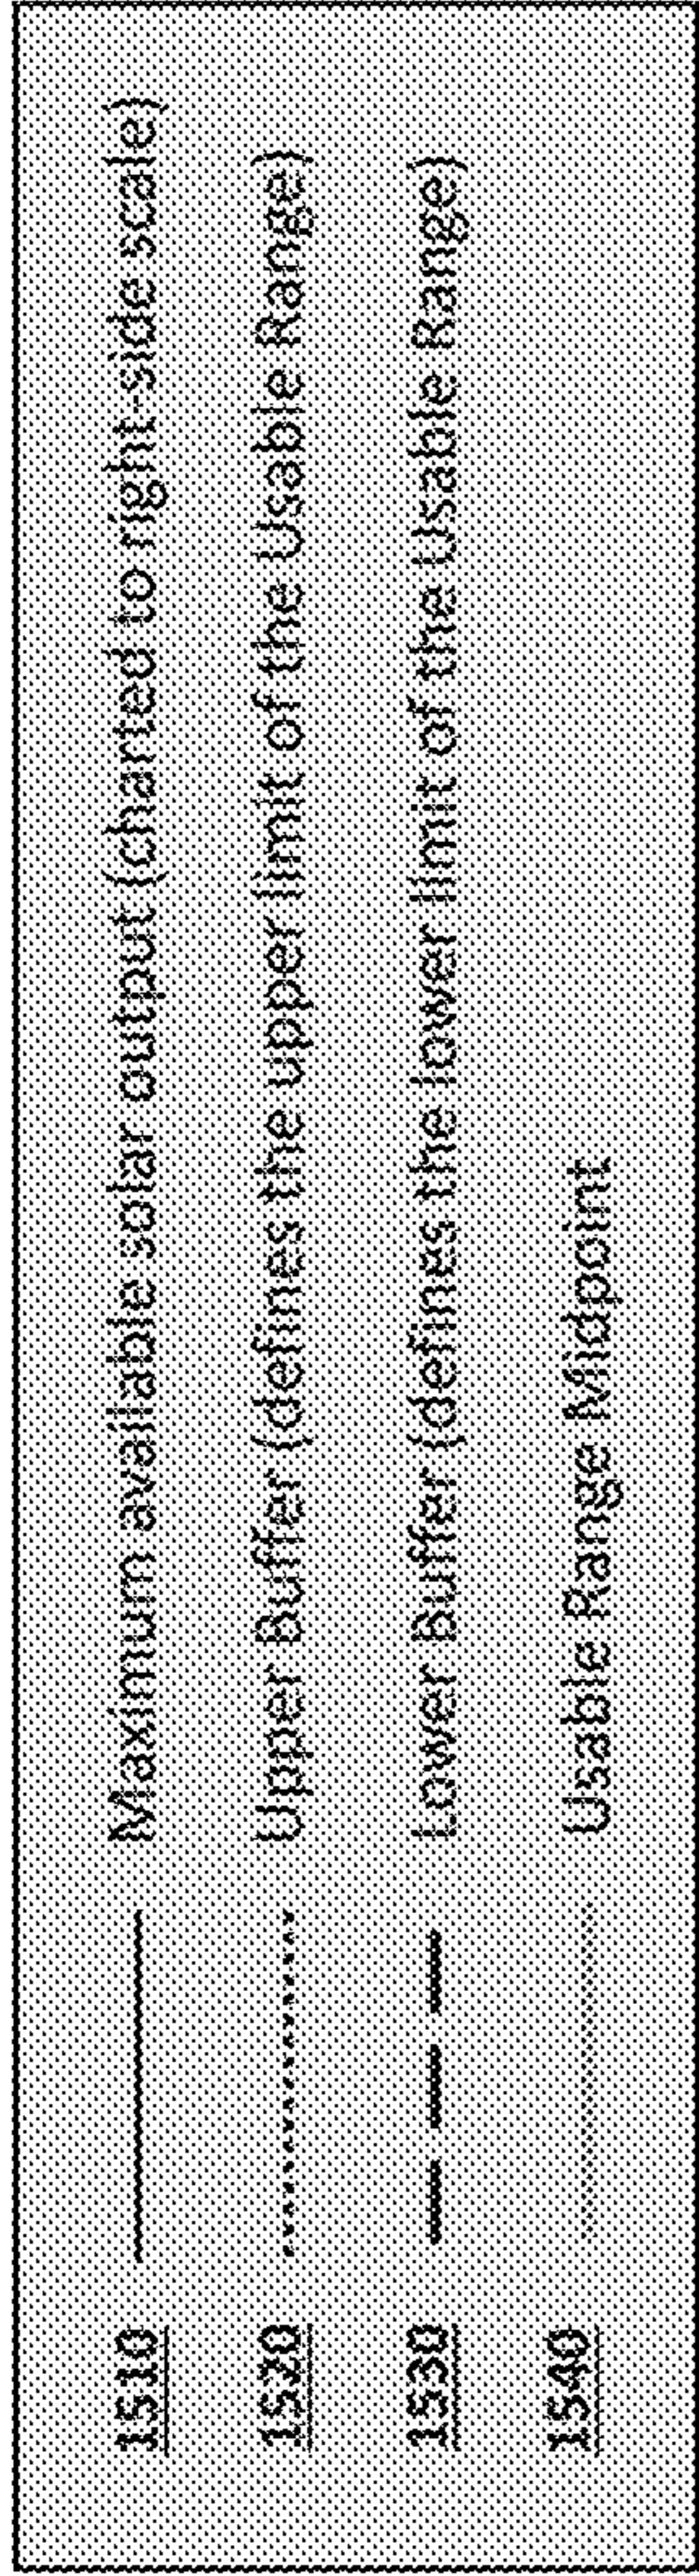 1510 Maximum available solar output (charted to right-side scale)
1520 Upper Buffer (defines the upper limit of the Usable Range)
1530 Lower Buffer (defines the lower limit of the Usable Range)
1540 Usable Range Midpoint